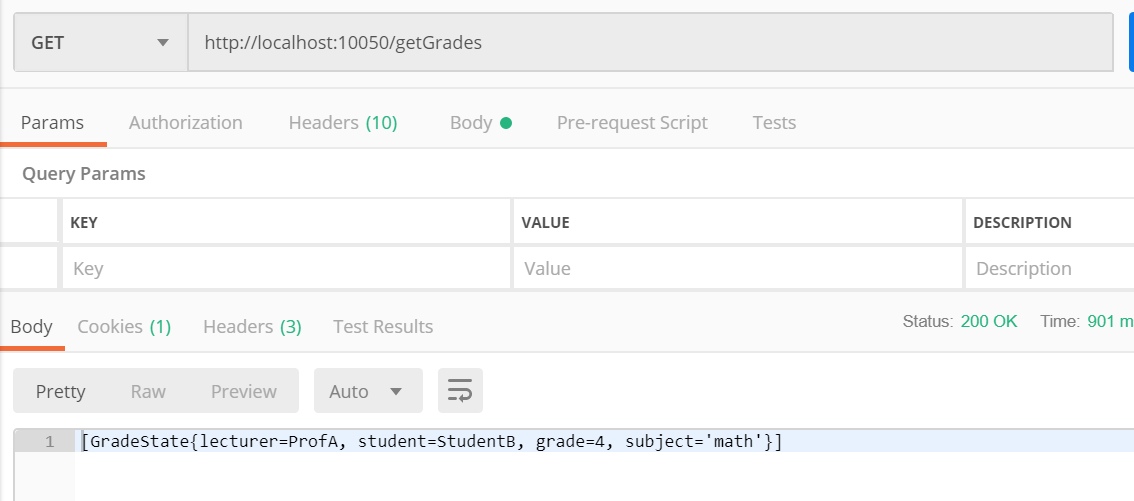 GET http://localhost:10050/getGrades
Params Authorization Headers (10) Body Pre-request Script Tests
Query Params
KEY VALUE DESCRIPTION
Key Value Description
Body Cookies (1) Headers (3) Test Results Status: 200 OK Time: 901 m
Pretty Raw Preview Auto
1 [GradeState{lecturer=ProfA, student=StudentB, grade=4, subject='math'}]